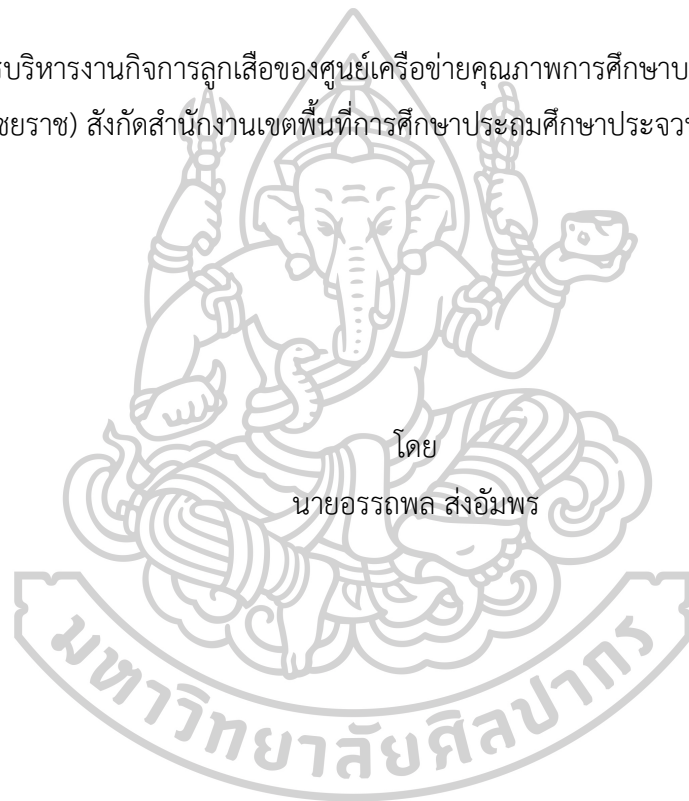 รบริหารงานกิจการลูกเสือของศูนย์เครือข่ายคุณภาพการศึกษาบ
ชยราช) สังกัดสำนักงานเขตพื้นที่การศึกษาประถมศึกษาประจวบ
โดย
นายอรรถพล ส่งอัมพร
มหาวิทยาลัยศิลปากร